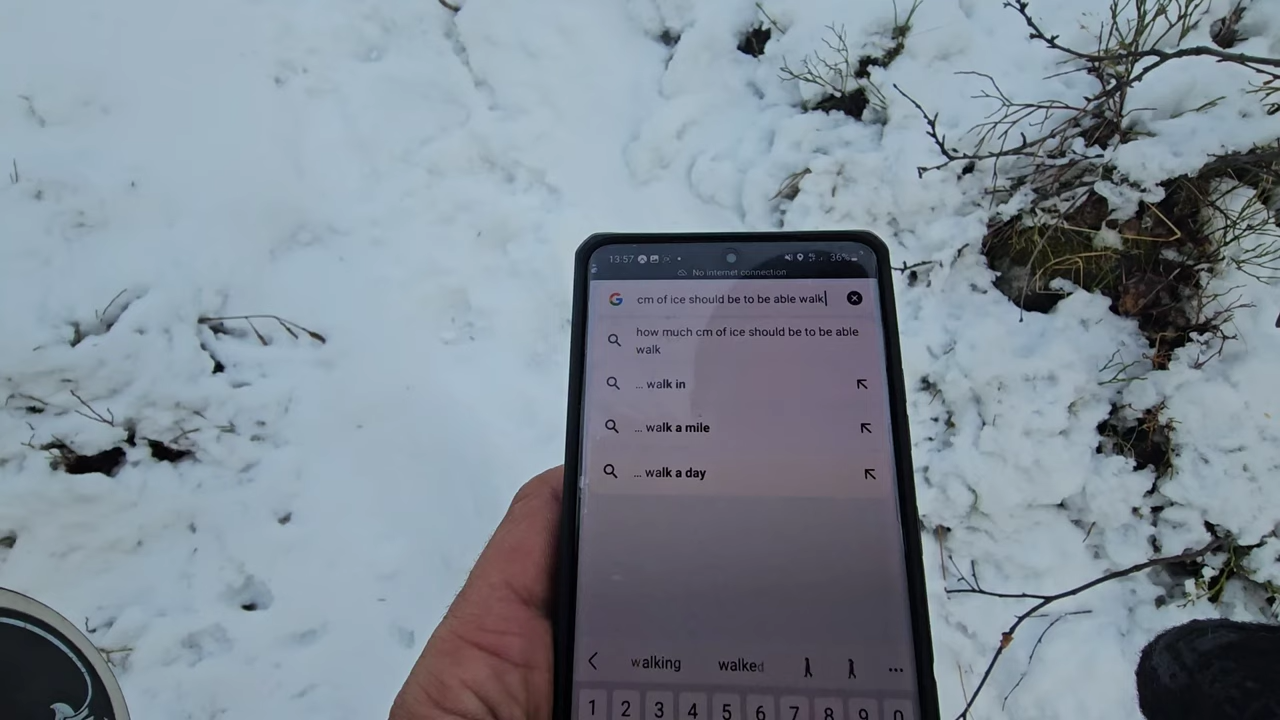 13:57 36%
No internet connection
G cm of ice should be to be able walk
how much cm of ice should be to be able
walk
... walk in
... walk a mile
... walk a day
walking walked ...
1 2 3 4 5 6 7 8 9 0